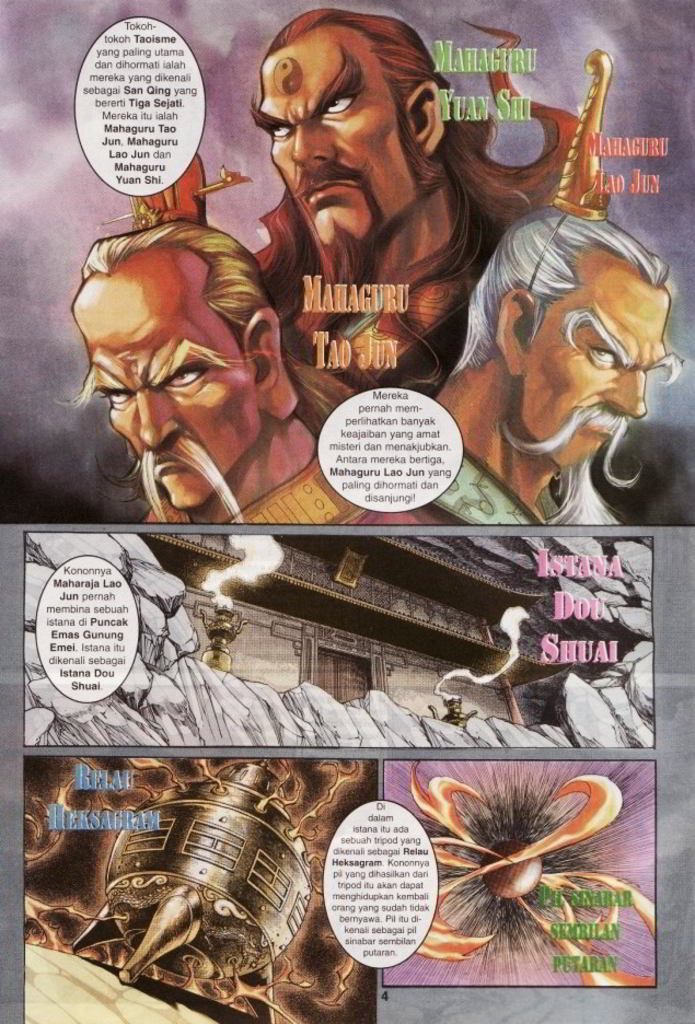 Tokoh-
tokoh Taoisme
yang paling utama
dan dihormati ialah
mereka yang dikenali
sebagai San Qing yang
bererti Tiga Sejati.
Mereka itu ialah
Mahaguru Tao
Jun, Mahaguru
Lao Jun dan
Mahaguru
Yuan Shi.
MAHAGURU
YUAN SHI
MAHAGURU
LAO JUN
MAHAGURU
TAO JUN
Mereka
pernah mem-
perlihatkan banyak
keajaiban yang amat
misteri dan menakjubkan.
Antara mereka bertiga,
Mahaguru Lao Jun yang
paling dihormati dan
disanjungi!
Kononnya
Maharaja Lao
Jun pernah
membina sebuah
istana di Puncak
Emas Gunung
Emei. Istana itu
dikenali sebagai
Istana Dou
Shuai.
ISTANA
DOU
SHUAI
RELAU
HEKSAGRAM
Di
dalam
istana itu ada
sebuah tripod yang
dikenali sebagai Relau
Heksagram. Kononnya
pil yang dihasilkan dari
tripod itu akan dapat
menghidupkan kembali
orang yang sudah tidak
bernyawa. Pil itu di-
kenali sebagai pil
sinabar sembilan
putaran.
PIL SINABAR
SEMBILAN
PUTARAN
4